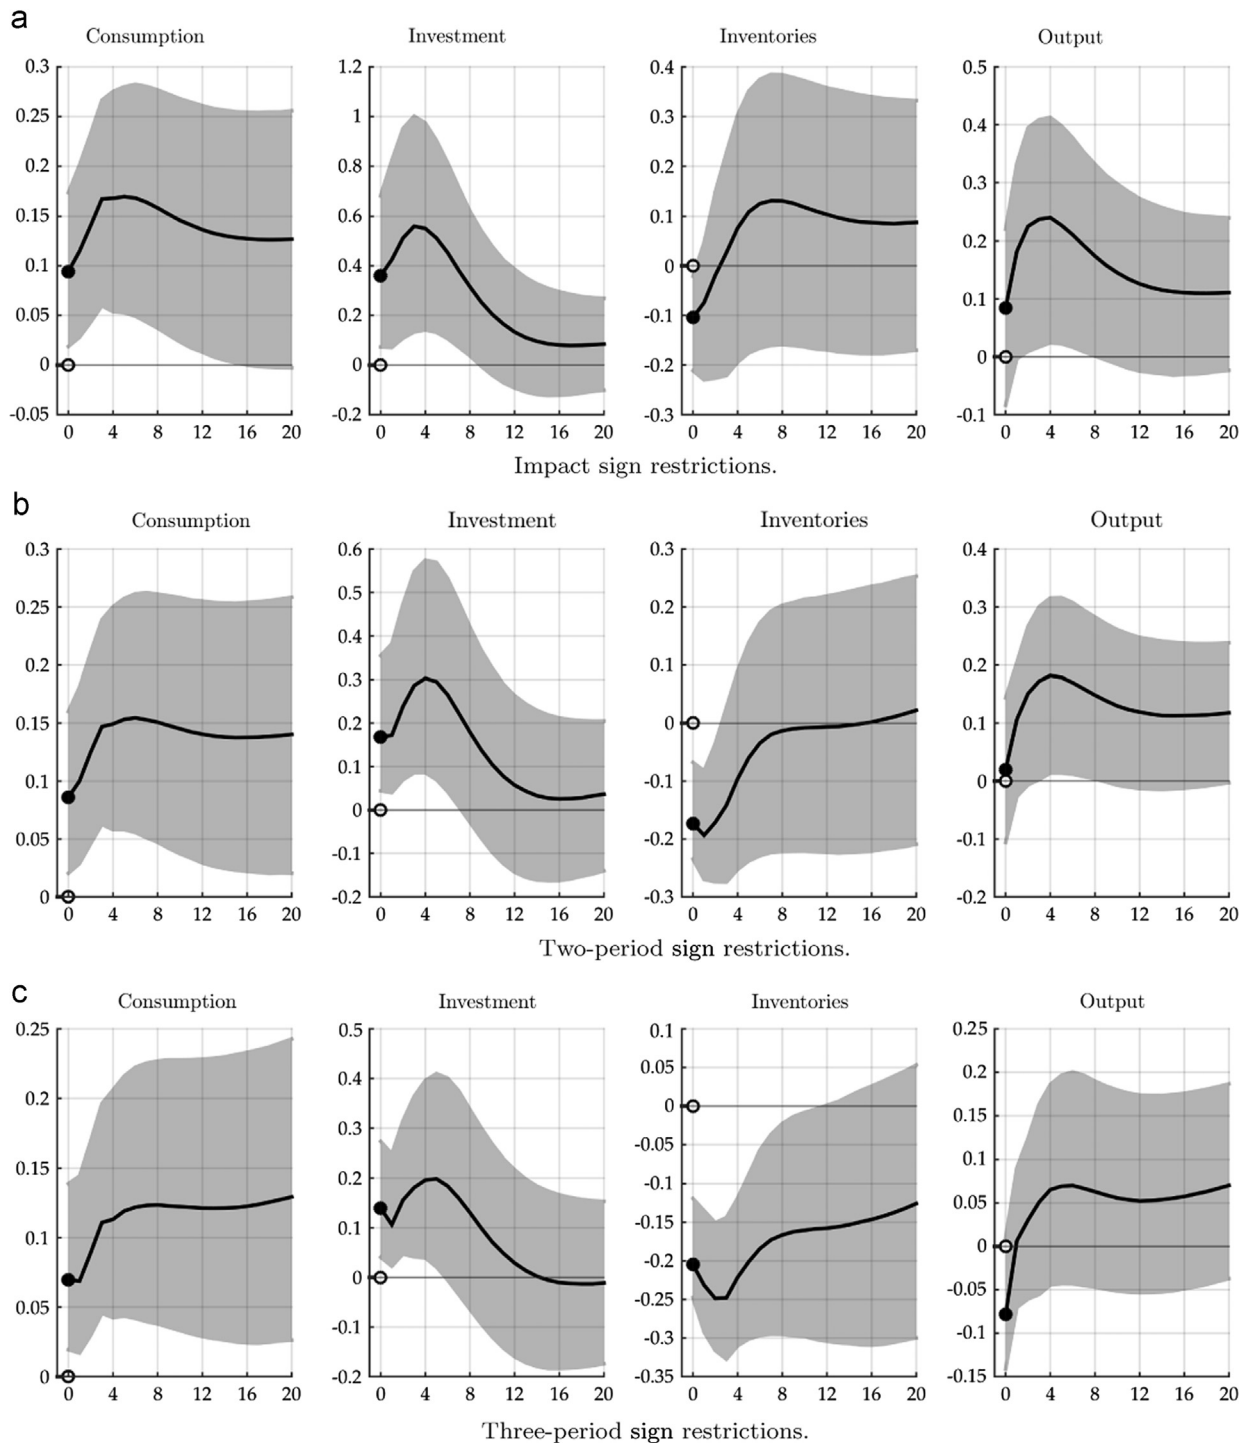 a
Consumption Investment Inventories Output
0.3 1.2 0.4 0.5
0.25 1 0.3 0.4
0.2 0.8 0.2 0.3
0.15 0.6 0.1 0.2
0.1 0.4 0 0.1
0.05 0.2 -0.1 0
0 0 -0.2
-0.05 -0.2 -0.3 -0.1
0 4 8 12 16 20 0 4 8 12 16 20 0 4 8 12 16 20 0 4 8 12 16 20
Impact sign restrictions.
b
Consumption Investment Inventories Output
0.3 0.6 0.3 0.4
0.25 0.5 0.2 0.3
0.2 0.4 0.1 0.2
0.15 0.3 0 0.1
0.1 0.2 -0.1 0
0.05 0.1 -0.2 -0.1
0 0 -0.3 -0.2
-0.1
-0.2
0 4 8 12 16 20 0 4 8 12 16 20 0 4 8 12 16 20 0 4 8 12 16 20
Two-period sign restrictions.
c
Consumption Investment Inventories Output
0.25 0.5 0.1 0.25
0.2 0.4 0.05 0.2
0.15 0.3 0 0.15
0.1 0.2 -0.05 0.1
0.05 0.1 -0.1 0.05
0 0 -0.15 0
-0.1 -0.2 -0.05
-0.2 -0.25 -0.1
-0.3 -0.15
-0.35
0 4 8 12 16 20 0 4 8 12 16 20 0 4 8 12 16 20 0 4 8 12 16 20
Three-period sign restrictions.